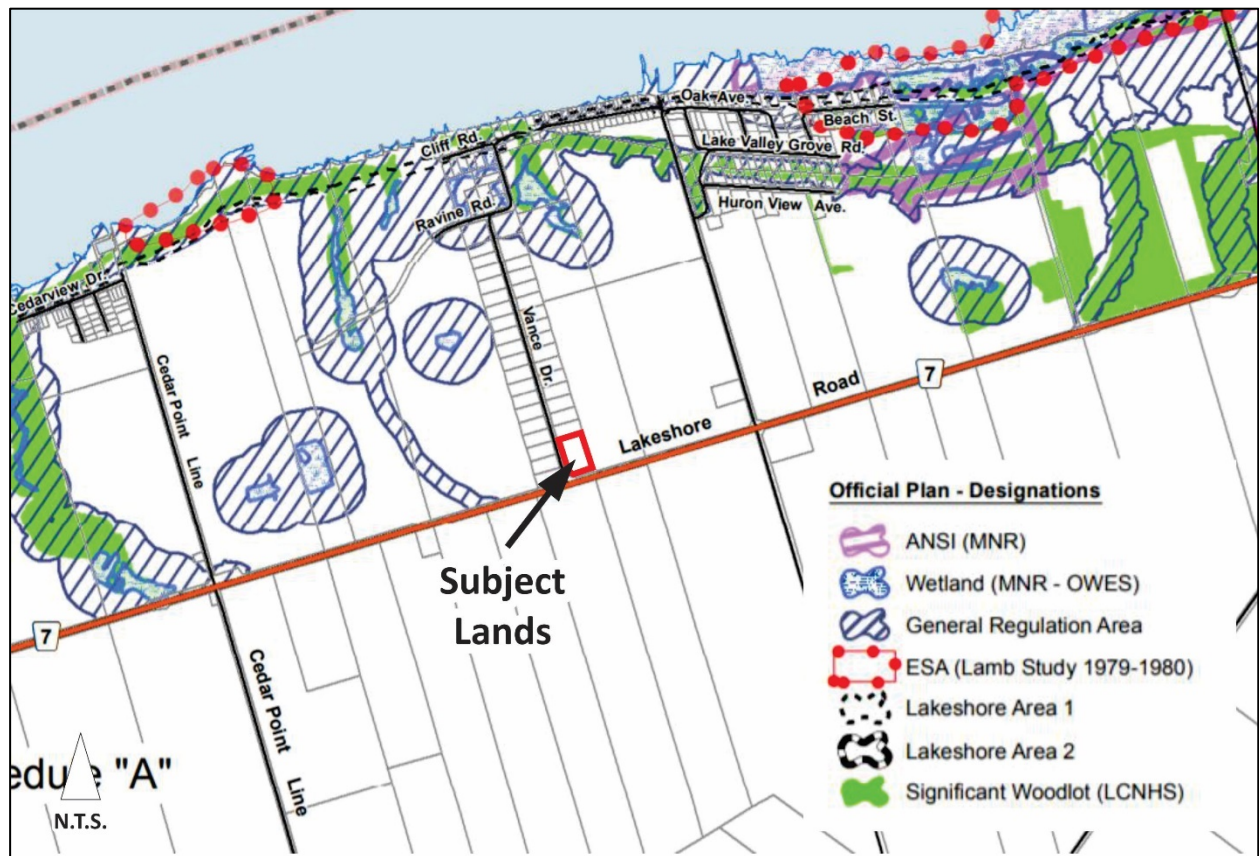 Oak Ave.
Beach St.
Cliff Rd.
Lake Valley Grove Rd.
Huron View Ave.
Ravine Rd.
Cedarview Dr.
Vance Dr.
Cedar Point Line
7
Lakeshore Road
Subject
Lands
7
Cedar Point Line
edule "A"
N.T.S.
Official Plan - Designations
ANSI (MNR)
Wetland (MNR - OWES)
General Regulation Area
ESA (Lamb Study 1979-1980)
Lakeshore Area 1
Lakeshore Area 2
Significant Woodlot (LCNHS)